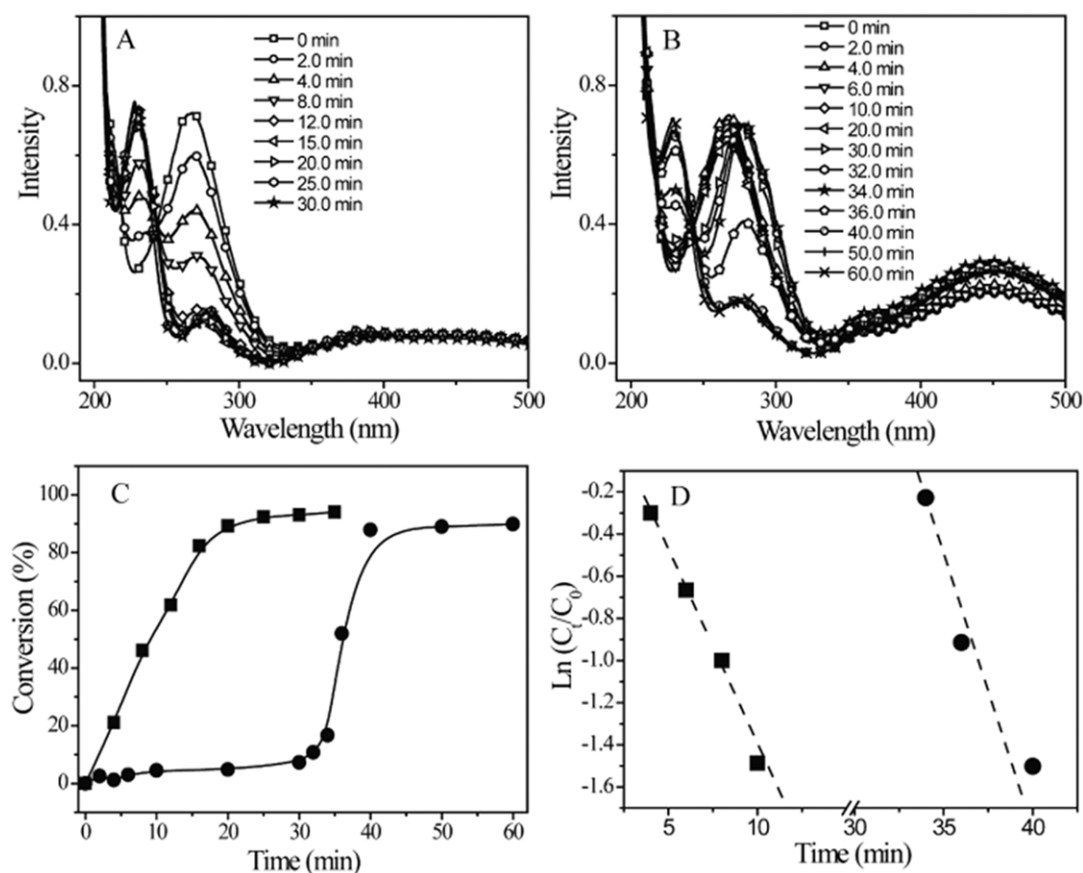 A
0 min
2.0 min
4.0 min
8.0 min
12.0 min
15.0 min
20.0 min
25.0 min
30.0 min
Intensity
0.8
0.4
0.0
200 300 400 500
Wavelength (nm)
B
0 min
2.0 min
4.0 min
6.0 min
10.0 min
20.0 min
30.0 min
32.0 min
34.0 min
36.0 min
40.0 min
50.0 min
60.0 min
Intensity
0.8
0.4
0.0
200 300 400 500
Wavelength (nm)
C
Conversion (%)
100
80
60
40
20
0
0 10 20 30 40 50 60
Time (min)
D
Ln (Ct/C0)
-0.2
-0.4
-0.6
-0.8
-1.0
-1.2
-1.4
-1.6
5 10 30 35 40
Time (min)